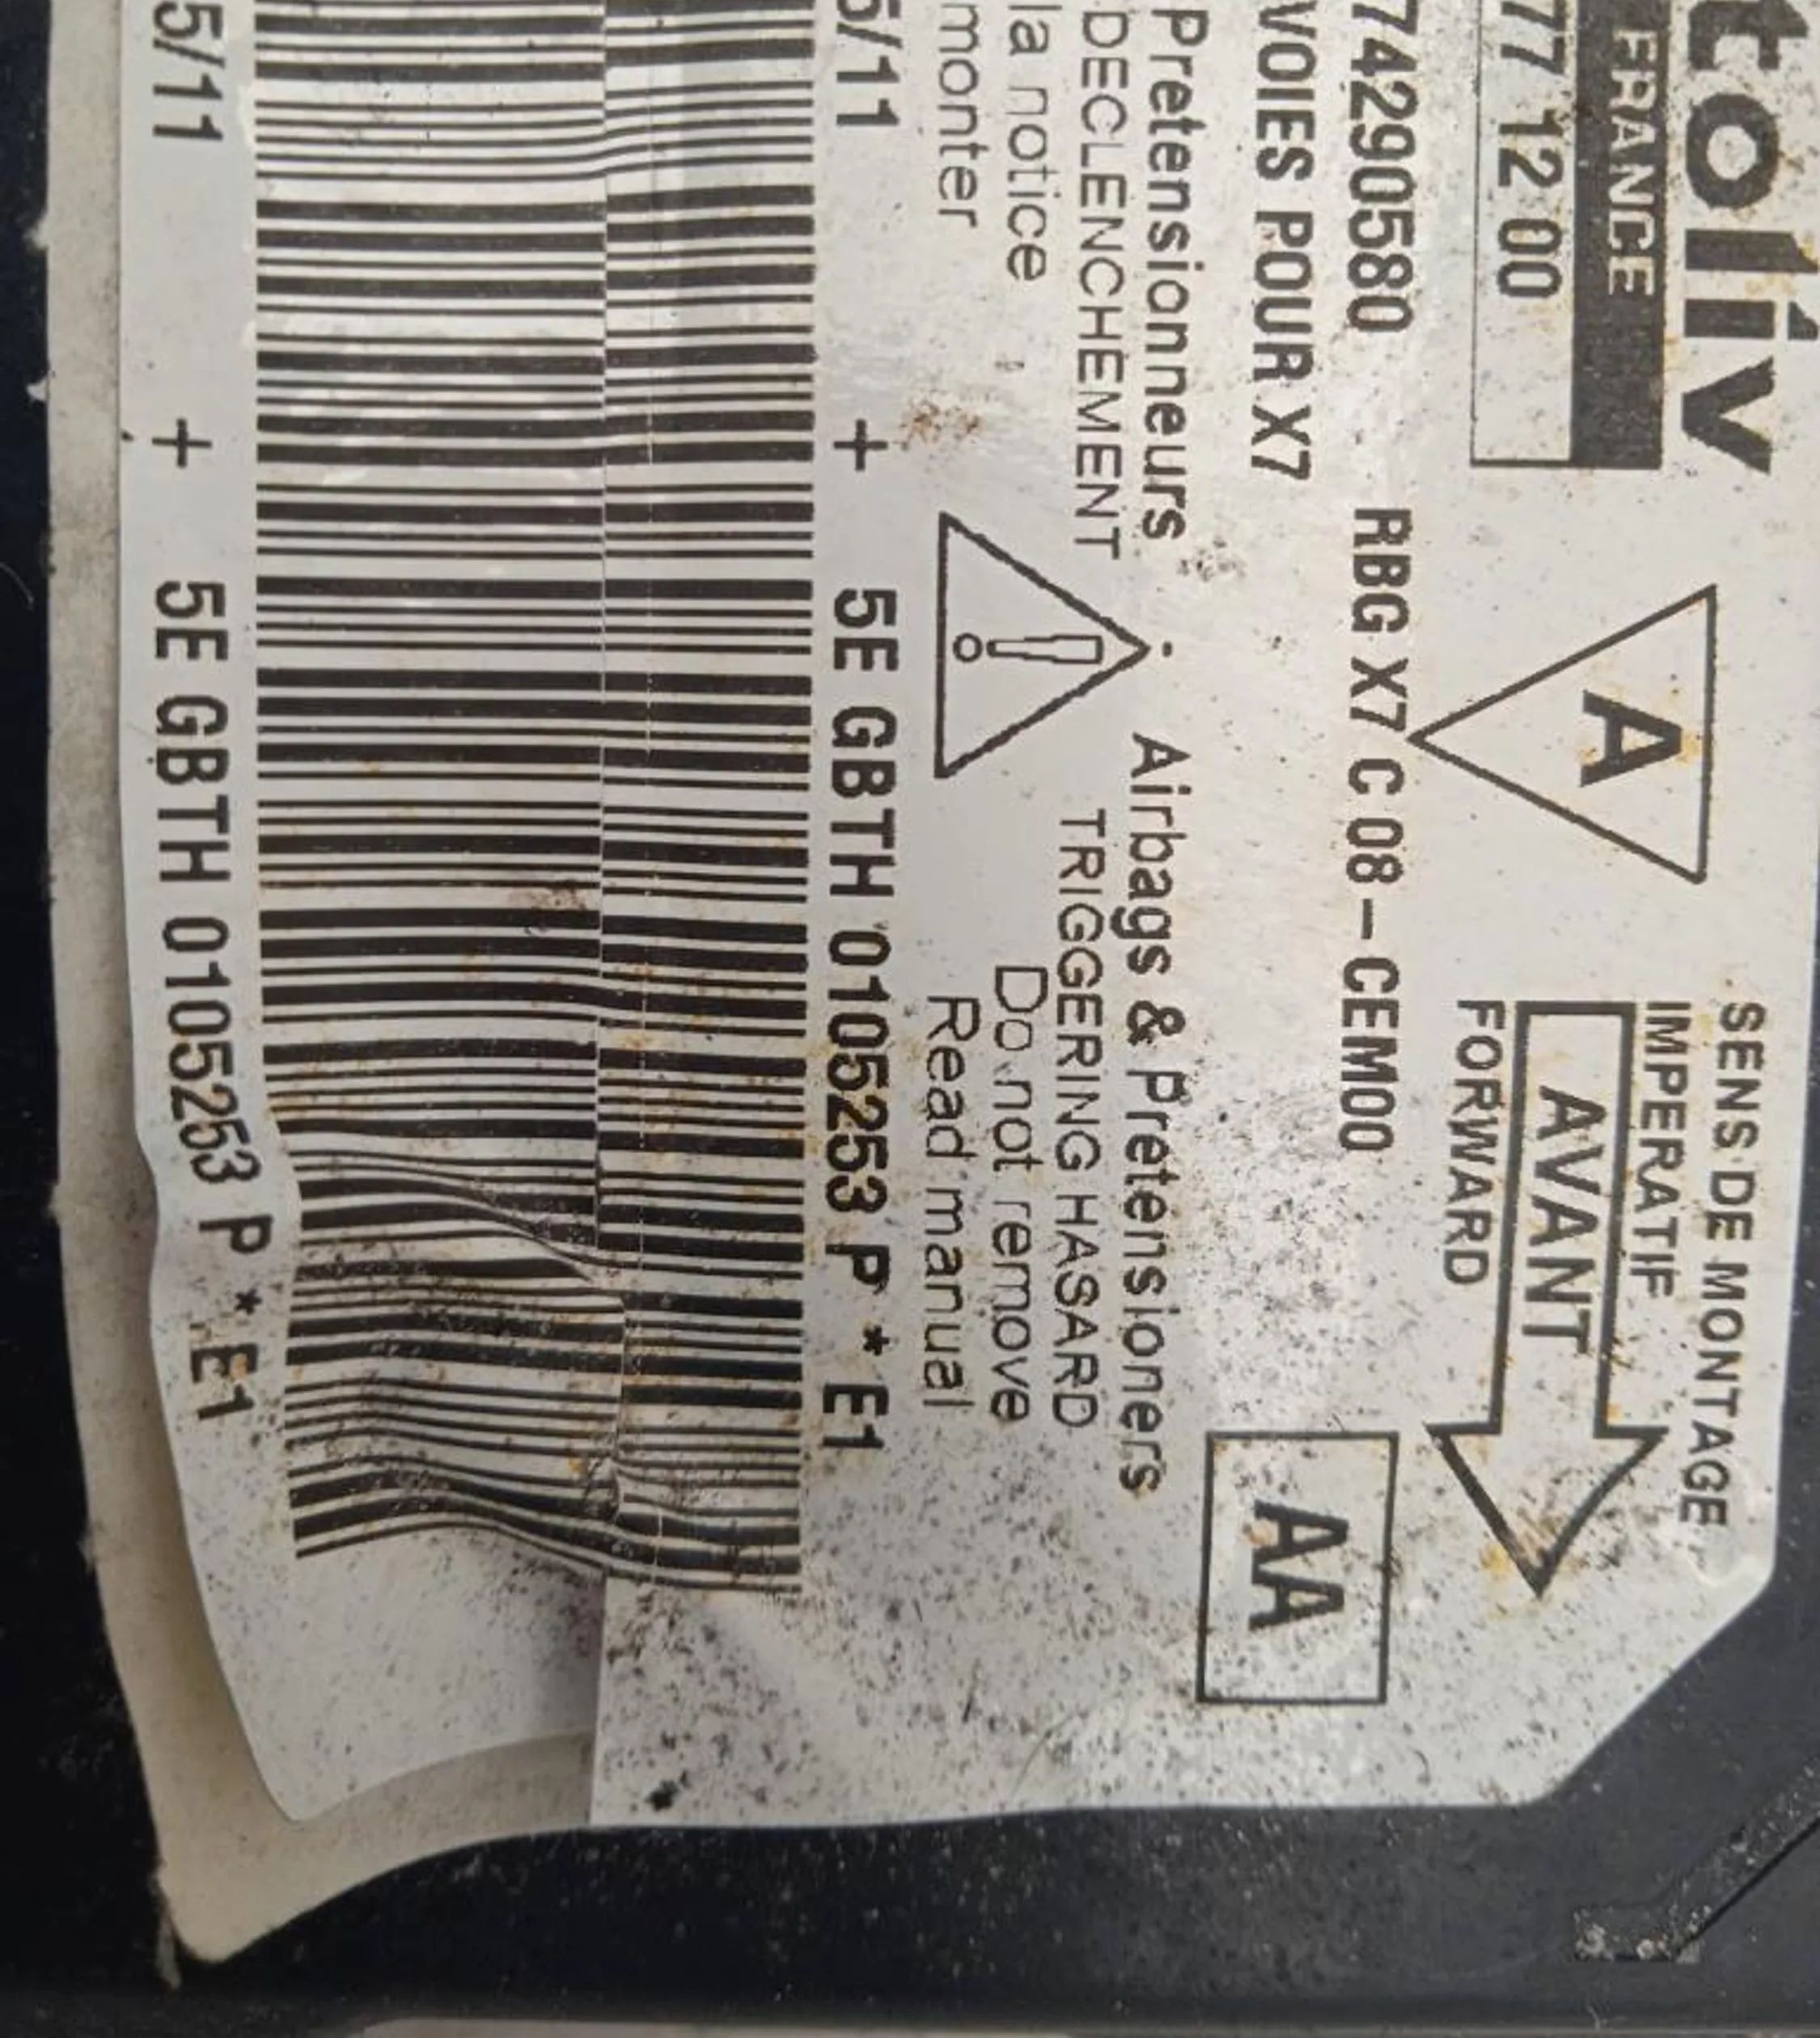 toliv
FRANCE
77 12 00
A
SENS DE MONTAGE
IMPERATIF
AVANT
FORWARD
74290580 RBG X7 C 08-CEM00
VOIES POUR X7
AA
Pretensionneurs
DECLENCHEMENT
la notice
monter
Airbags & Pretensioners
TRIGGERING HASARD
Do not remove
Read manual
5/11 + 5E GBTH 0105253 P * E1
5/11 + 5E GBTH 0105253 P * E1